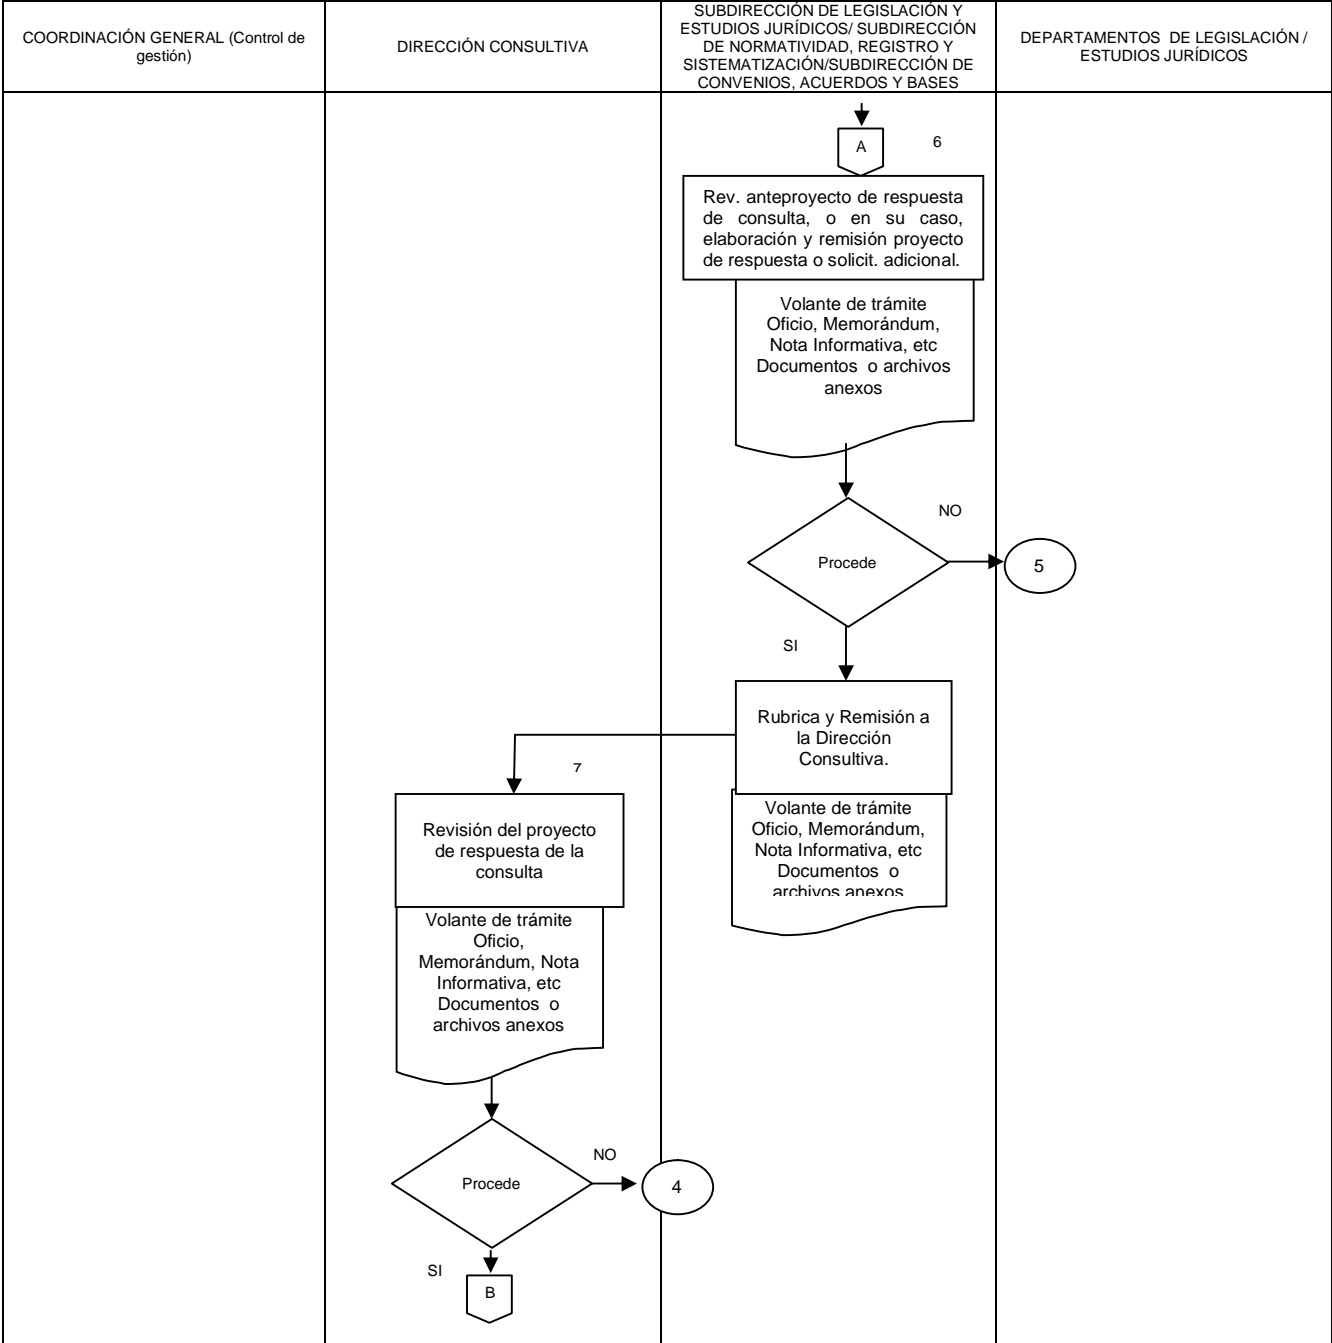 COORDINACIÓN GENERAL (Control de
gestión)
DIRECCIÓN CONSULTIVA
SUBDIRECCIÓN DE LEGISLACIÓN Y
ESTUDIOS JURÍDICOS/ SUBDIRECCIÓN
DE NORMATIVIDAD, REGISTRO Y
SISTEMATIZACIÓN/SUBDIRECCIÓN DE
CONVENIOS, ACUERDOS Y BASES
DEPARTAMENTOS DE LEGISLACIÓN /
ESTUDIOS JURÍDICOS
A
6
Rev. anteproyecto de respuesta
de consulta, o en su caso,
elaboración y remisión proyecto
de respuesta o solicit. adicional.
Volante de trámite
Oficio, Memorándum,
Nota Informativa, etc
Documentos o archivos
anexos
NO
Procede
5
SI
Rubrica y Remisión a
la Dirección
Consultiva.
Volante de trámite
Oficio, Memorándum,
Nota Informativa, etc
Documentos o
archivos anexos
7
Revisión del proyecto
de respuesta de la
consulta
Volante de trámite
Oficio,
Memorándum, Nota
Informativa, etc
Documentos o
archivos anexos
NO
Procede
4
SI
B